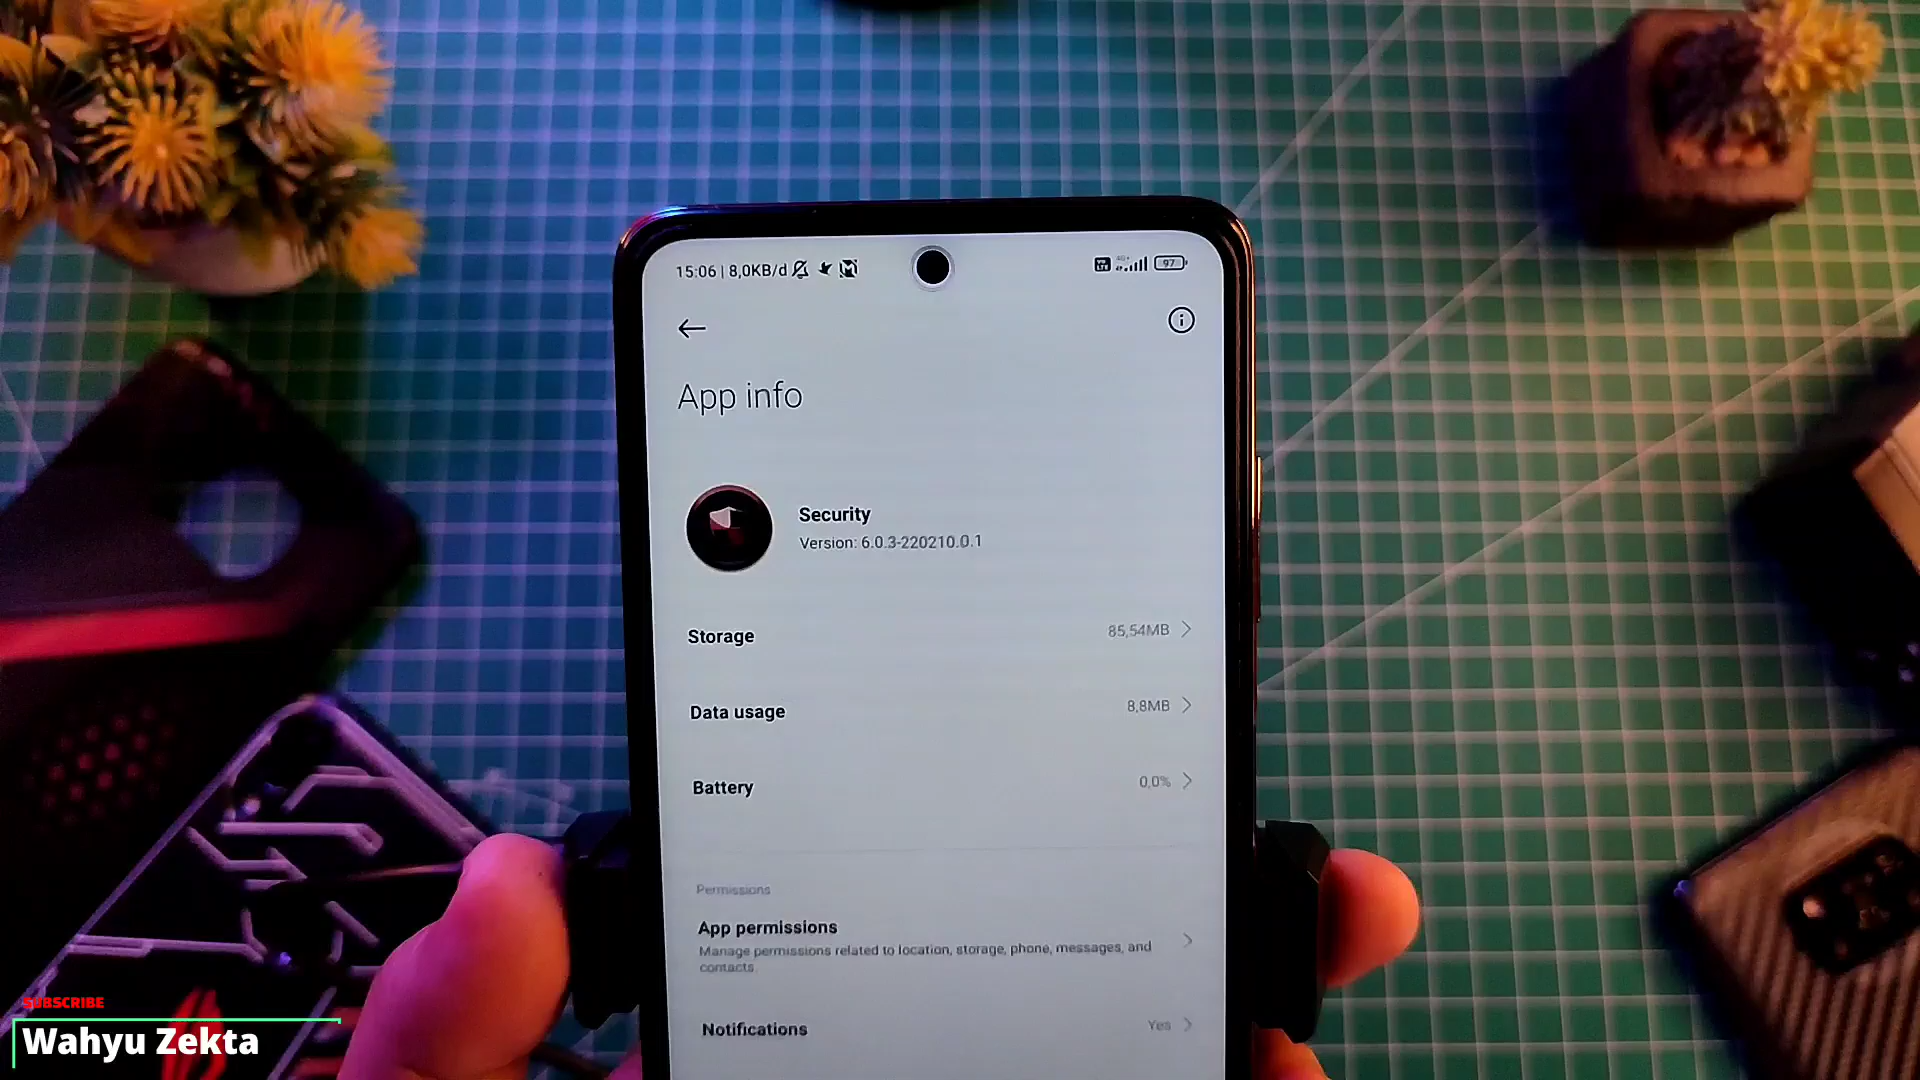 15:06 | 8,0KB/d
97
App info
Security
Version: 6.0.3-220210.0.1
Storage
85,54MB
Data usage
8,8MB
Battery
0,0%
Permissions
App permissions
Manage permissions related to location, storage, phone, messages, and
contacts.
Notifications
Yes
SUBSCRIBE
Wahyu Zekta